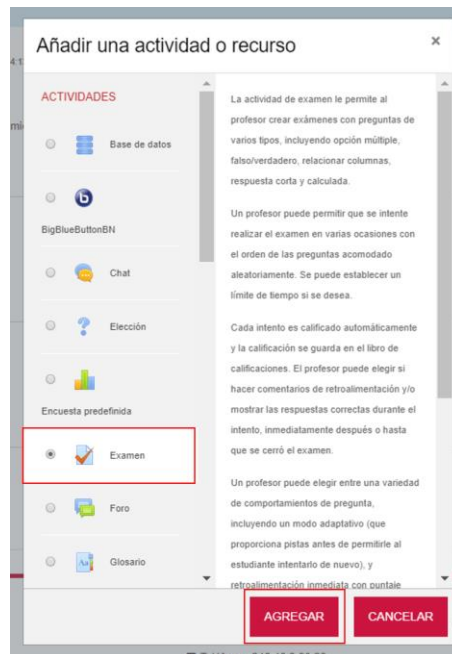 Añadir una actividad o recurso
×
ACTIVIDADES
Base de datos
BigBlueButtonBN
Chat
Elección
Encuesta predefinida
Examen
Foro
Glosario
La actividad de examen le permite al
profesor crear exámenes con preguntas de
varios tipos, incluyendo opción múltiple,
falso/verdadero, relacionar columnas,
respuesta corta y calculada.
Un profesor puede permitir que se intente
realizar el examen en varias ocasiones con
el orden de las preguntas acomodado
aleatoriamente. Se puede establecer un
límite de tiempo si se desea.
Cada intento es calificado automáticamente
y la calificación se guarda en el libro de
calificaciones. El profesor puede elegir si
hacer comentarios de retroalimentación y/o
mostrar las respuestas correctas durante el
intento, inmediatamente después o hasta
que se cerró el examen.
Un profesor puede elegir entre una variedad
de comportamientos de pregunta,
incluyendo un modo adaptativo (que
proporciona pistas antes de permitirle al
estudiante intentarlo de nuevo), y
retroalimentación inmediata con puntaje
AGREGAR
CANCELAR